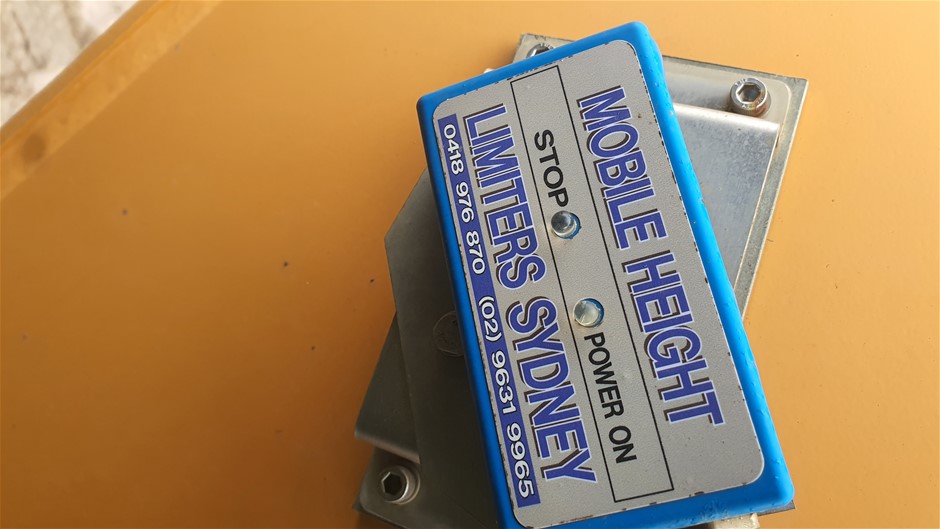 MOBILE HEIGHT
STOP POWER ON
LIMITERS SYDNEY
0418 976 870 (02) 9631 9965